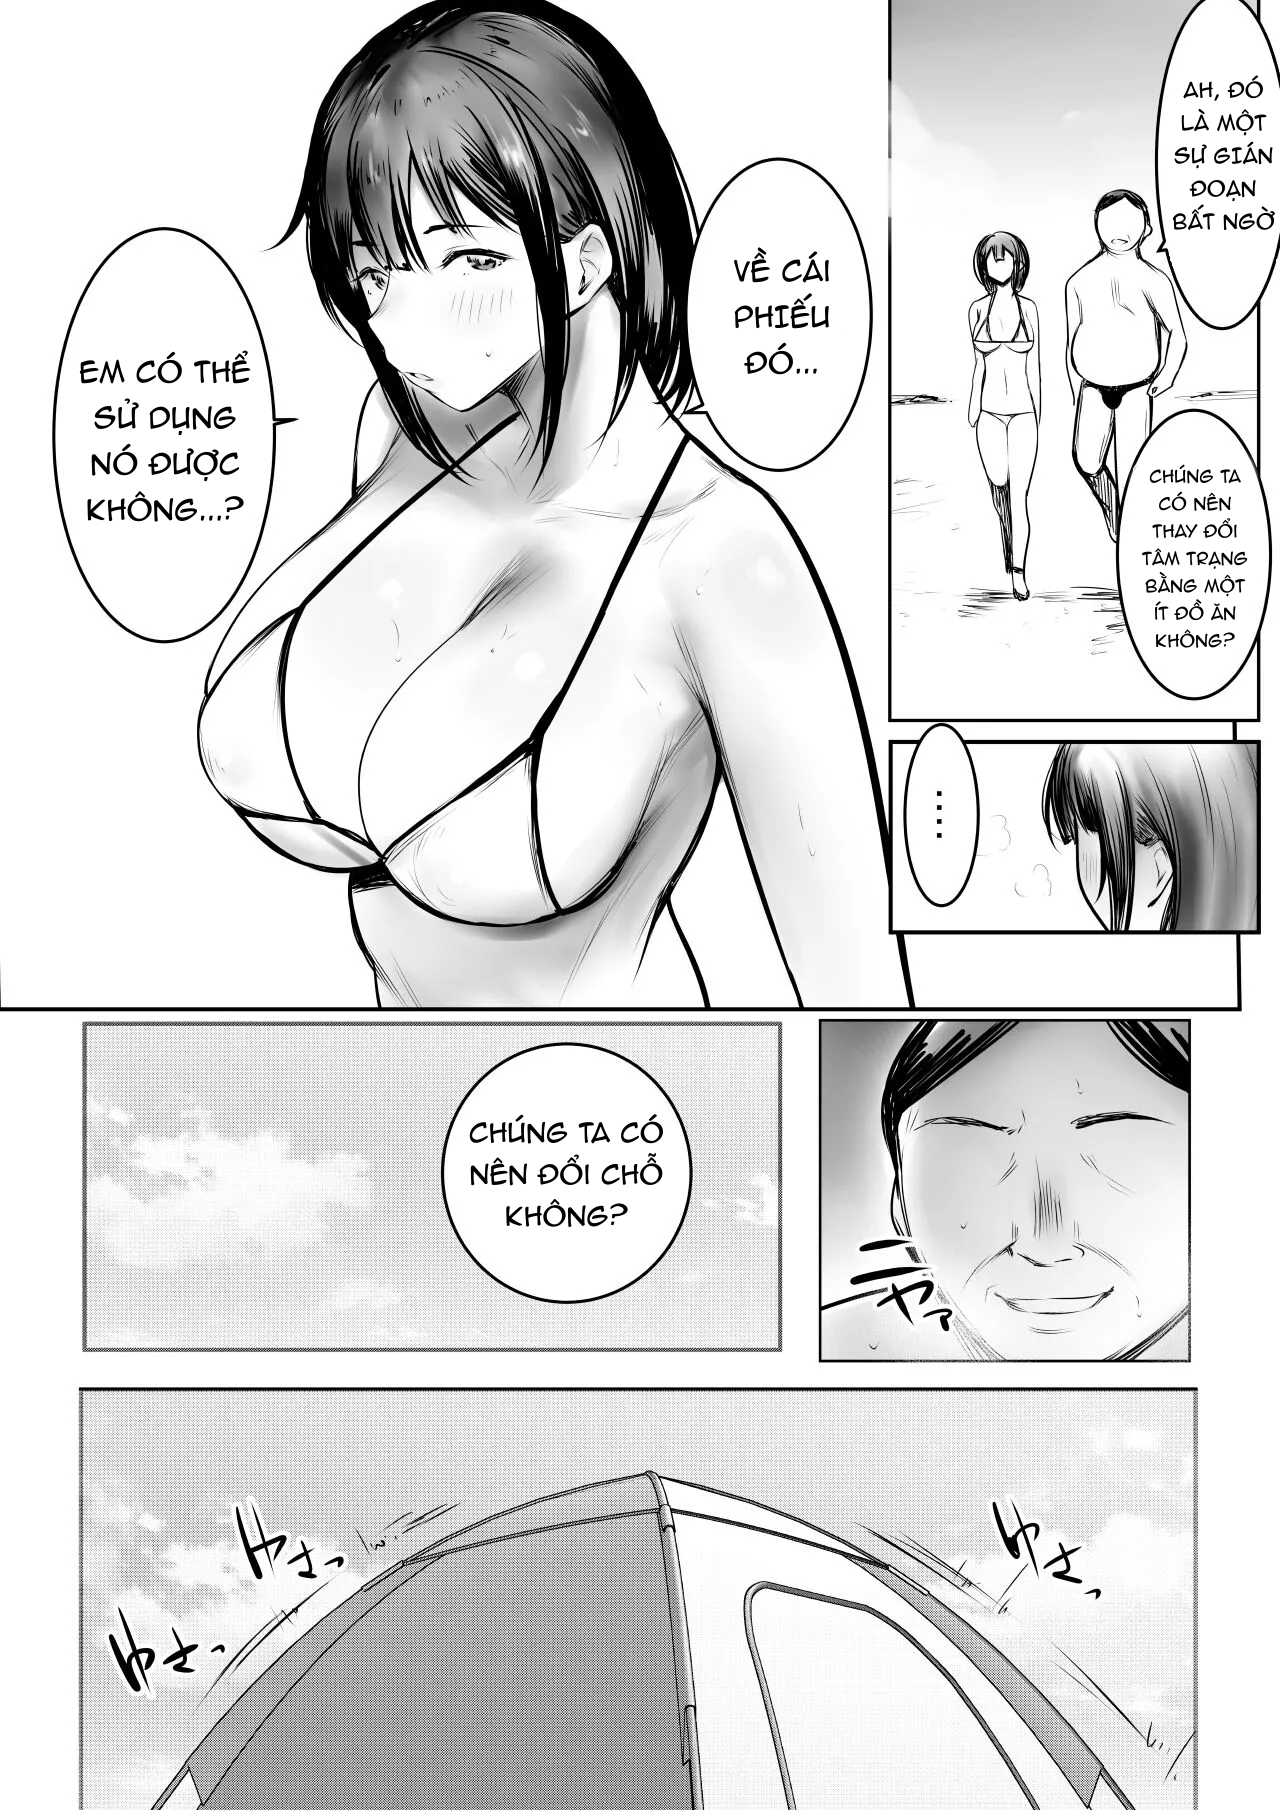 AH, ĐÓ
LÀ MỘT
SỰ GIÁN
ĐOẠN
BẤT NGỜ
CHÚNG TA
CÓ NÊN
THAY ĐỔI
TÂM TRẠNG
BẰNG MỘT
ÍT ĐỒ ĂN
KHÔNG?
....
VỀ CÁI
PHIẾU
ĐÓ...
EM CÓ THỂ
SỬ DỤNG
NÓ ĐƯỢC
KHÔNG...?
ニヤァ
CHÚNG TA CÓ
NÊN ĐỔI CHỖ
KHÔNG?
ゆさっ
ゆさっ
ゆさっ